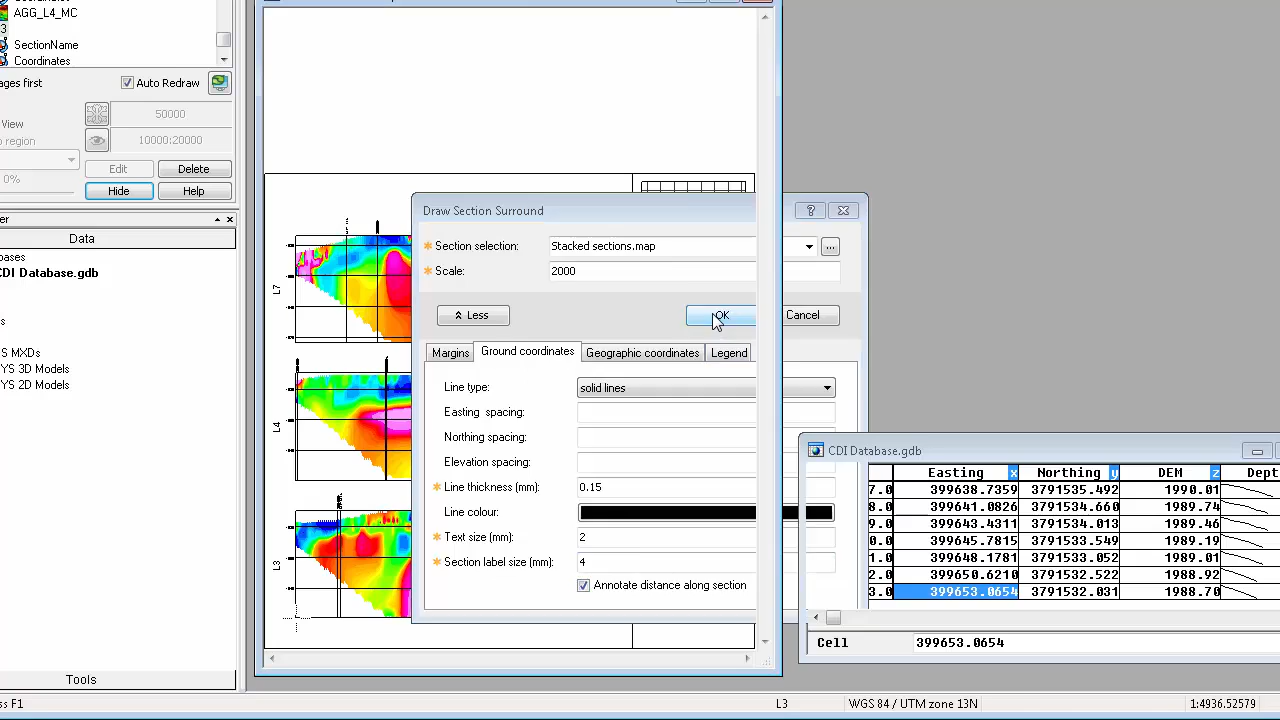 AGG_L4_MC
SectionName
Coordinates
ages first
Auto Redraw
View
50000
o region
10000:20000
0%
Edit
Delete
Hide
Help
er
Data
bases
CDI Database.gdb
s
S MXDs
YS 3D Models
YS 2D Models
Tools
ss F1
L7
L4
L3
Draw Section Surround
Section selection:
Stacked sections.map
Scale:
2000
Less
OK
Cancel
Margins
Ground coordinates
Geographic coordinates
Legend
Line type:
solid lines
Easting spacing:
Northing spacing:
Elevation spacing:
Line thickness (mm):
0.15
Line colour:
Text size (mm):
2
Section label size (mm):
4
Annotate distance along section
CDI Database.gdb
Easting x Northing y DEM z Dept
7.0 399638.7359 3791535.492 1990.01
8.0 399641.0826 3791534.660 1989.74
9.0 399643.4314 3791534.013 1989.46
0.0 399645.7815 3791533.549 1989.19
1.0 399648.1781 3791533.052 1989.01
2.0 399650.6210 3791532.522 1988.92
3.0 399653.0654 3791532.031 1988.70
Cell 399653.0654
L3
WGS 84 / UTM zone 13N
1:4936.52579